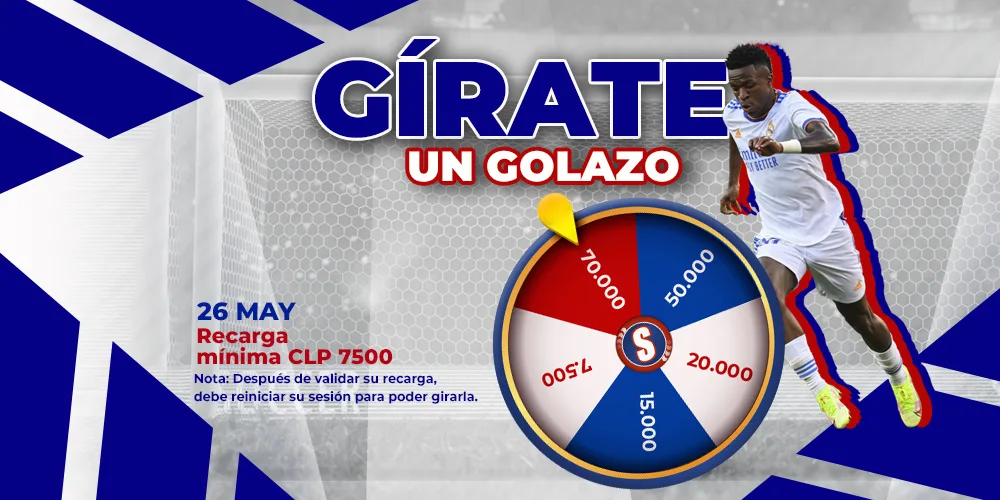 GÍRATE
UN GOLAZO
26 MAY
Recarga
mínima CLP 7500
Nota: Después de validar su recarga,
debe reiniciar su sesión para poder girarla.
70.000
50.000
20.000
15.000
7.500
S